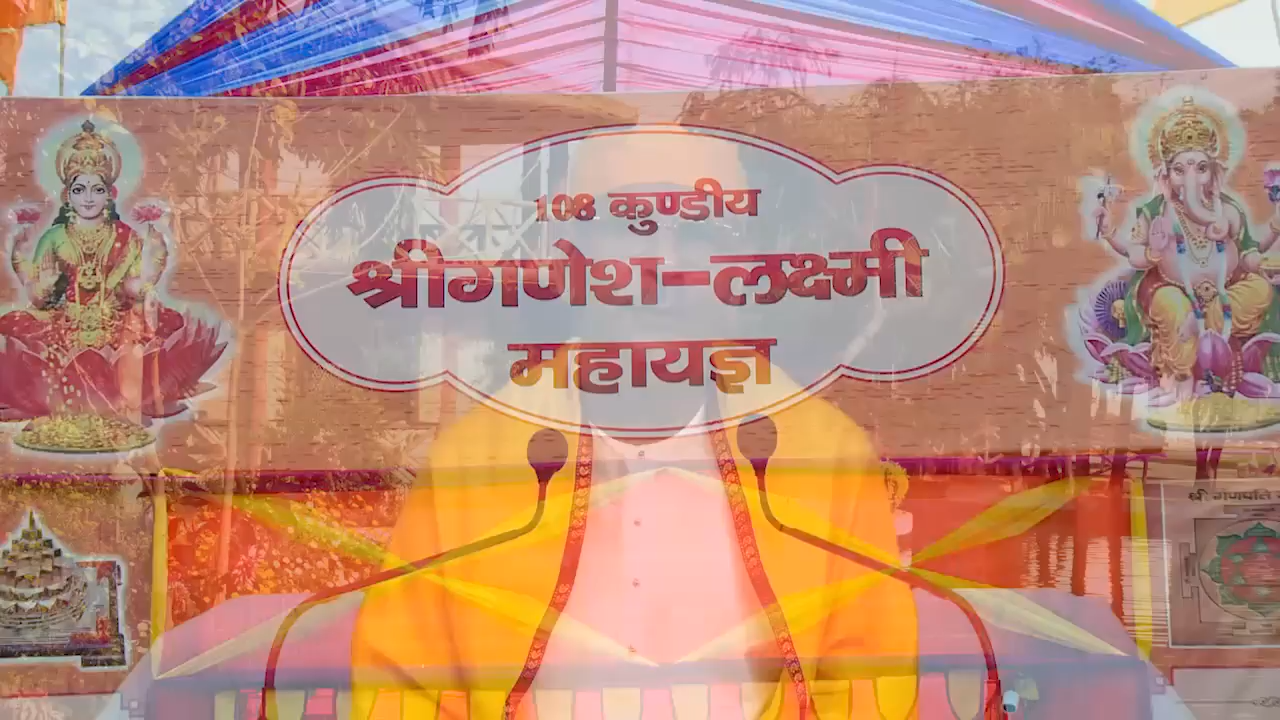 108 कुण्डीय
श्रीगणेश-लक्ष्मी
महायज्ञ
श्री गणपति